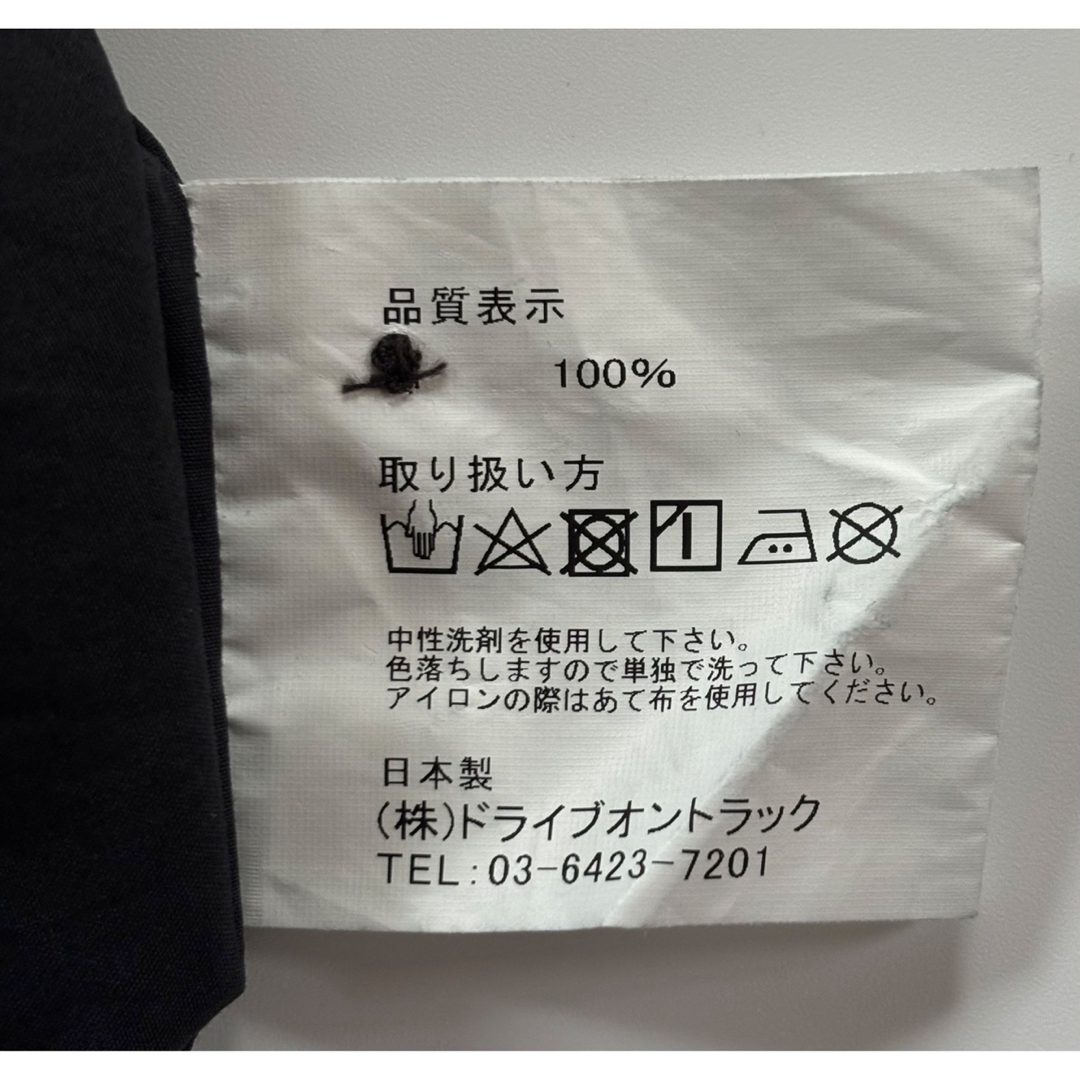 品質表示
100%
取り扱い方
中性洗剤を使用して下さい。
色落ちしますので単独で洗って下さい。
アイロンの際はあて布を使用してください。
日本製
(株)ドライブオントラック
TEL:03-6423-7201